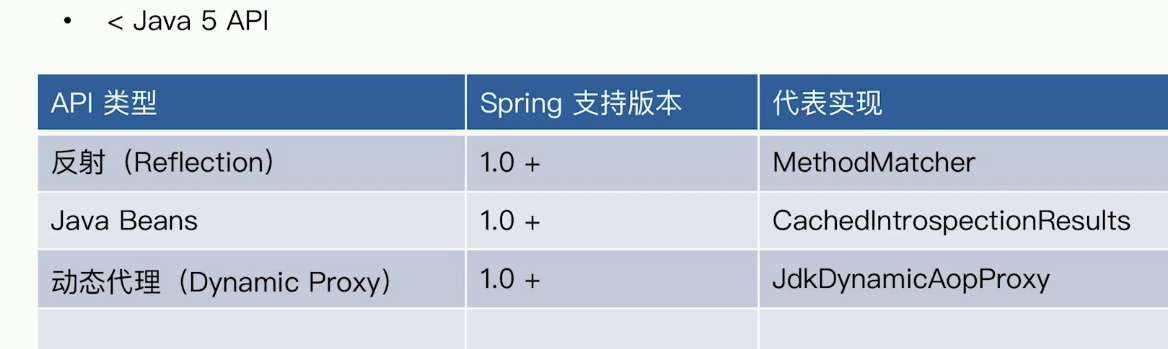 • < Java 5 API
API 类型 Spring 支持版本 代表实现
反射（Reflection） 1.0 + MethodMatcher
Java Beans 1.0 + CachedIntrospectionResults
动态代理（Dynamic Proxy） 1.0 + JdkDynamicAopProxy